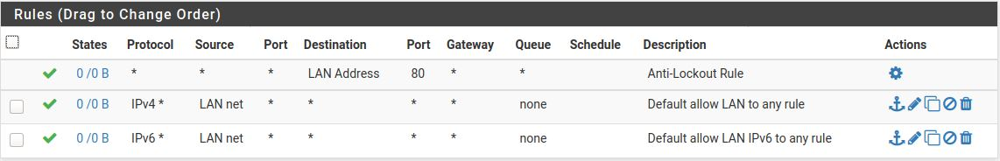 Rules (Drag to Change Order)
States Protocol Source Port Destination Port Gateway Queue Schedule Description Actions
0 /0 B * * * LAN Address 80 * * Anti-Lockout Rule
0 /0 B IPv4 * LAN net * * * * none Default allow LAN to any rule
0 /0 B IPv6 * LAN net * * * * none Default allow LAN IPv6 to any rule